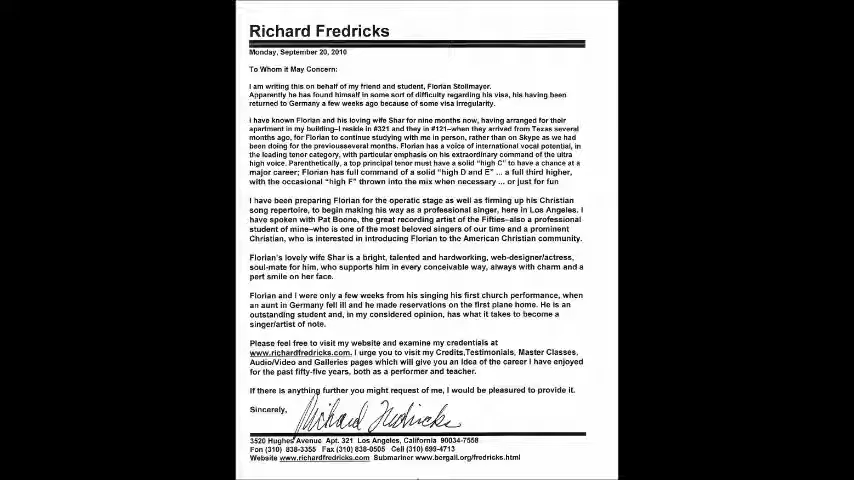 Richard Fredricks
Monday, September 20, 2010
To Whom it May Concern:
I am writing this on behalf of my friend and student, Florian Stollmayer.
Apparently he has found himself in some sort of difficulty regarding his visa, his having been
returned to Germany a few weeks ago because of some visa irregularity.
I have known Florian and his loving wife Shar for nine months now, having arranged for their
apartment in my building–I reside in #321 and they in #121–when they arrived from Texas several
months ago, for Florian to continue studying with me in person, rather than on Skype as we had
been doing for the previousseveral months. Florian has a voice of international vocal potential, in
the leading tenor category, with particular emphasis on his extraordinary command of the ultra
high voice. Parenthetically, a top principal tenor must have a solid "high C" to have a chance at a
major career; Florian has full command of a solid "high D and E" ... a full third higher,
with the occasional "high F" thrown into the mix when necessary ... or just for fun
I have been preparing Florian for the operatic stage as well as firming up his Christian
song repertoire, to begin making his way as a professional singer, here in Los Angeles. I
have spoken with Pat Boone, the great recording artist of the Fifties–also a professional
student of mine–who is one of the most beloved singers of our time and a prominent
Christian, who is interested in introducing Florian to the American Christian community.
Florian's lovely wife Shar is a bright, talented and hardworking, web-designer/actress,
soul-mate for him, who supports him in every conceivable way, always with charm and a
pert smile on her face.
Florian and I were only a few weeks from his singing his first church performance, when
an aunt in Germany fell ill and he made reservations on the first plane home. He is an
outstanding student and, in my considered opinion, has what it takes to become a
singer/artist of note.
Please feel free to visit my website and examine my credentials at
www.richardfredricks.com. I urge you to visit my Credits,Testimonials, Master Classes,
Audio/Video and Galleries pages which will give you an idea of the career I have enjoyed
for the past fifty-five years, both as a performer and teacher.
If there is anything further you might request of me, I would be pleasured to provide it.
Sincerely, Richard Fredricks
3520 Hughes Avenue Apt. 321 Los Angeles, California 90034-7558
Fon (310) 838-3355 Fax (310) 838-0505 Cell (310) 699-4713
Website www.richardfredricks.com Submariner www.bergall.org/fredricks.html